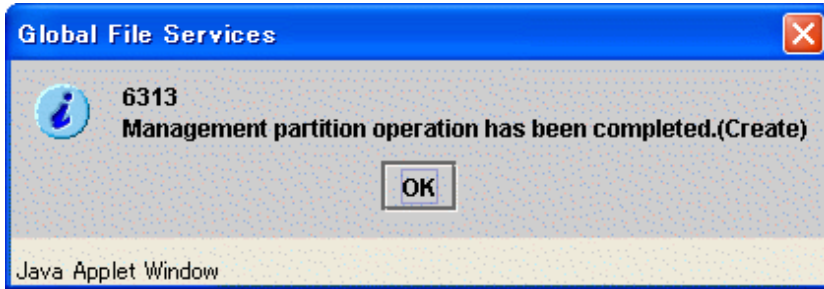 Global File Services
6313
Management partition operation has been completed.(Create)
OK
Java Applet Window